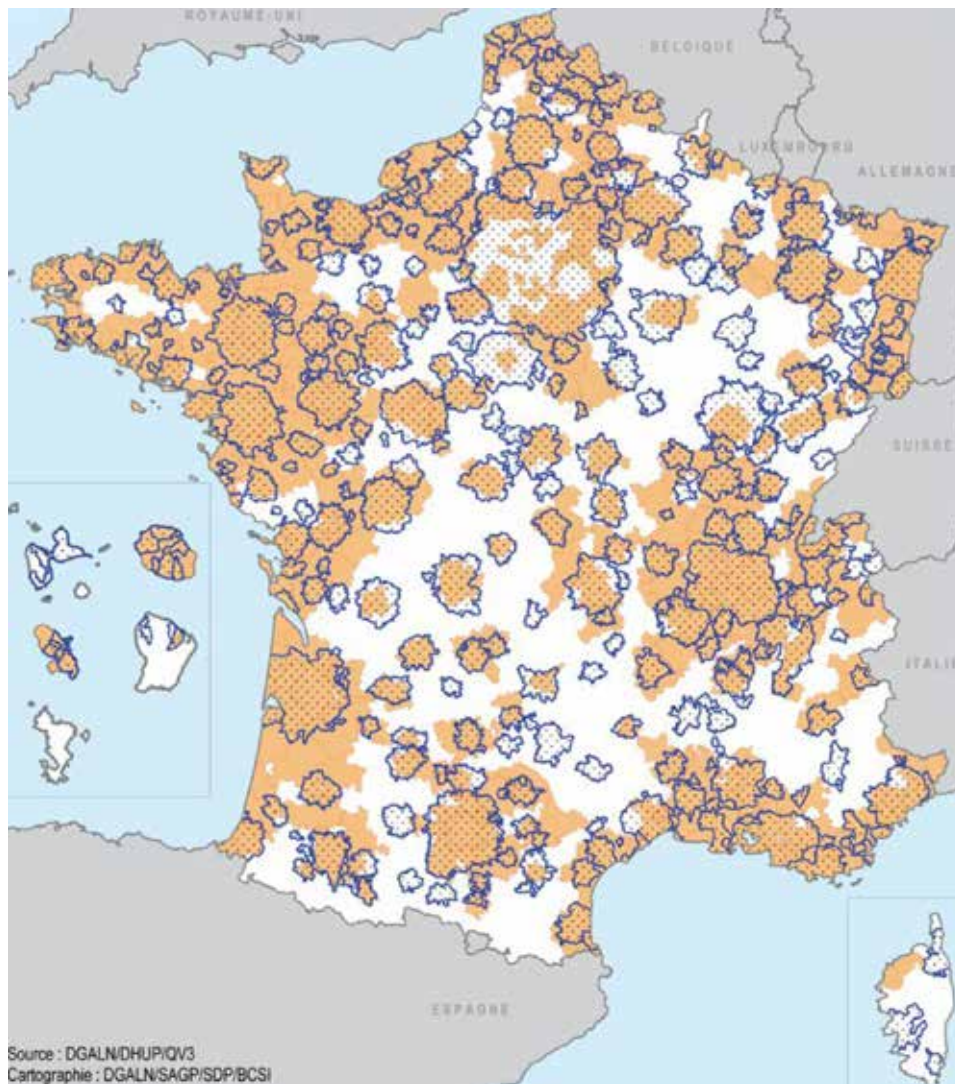 ROYAUME-UNI
BELGIQUE
LUXEMBOURG
ALLEMAGNE
SUISSE
ITALIE
ESPAGNE
Source : DGALN/DHUP/QV3
Cartographie : DGALN/SAGP/SDP/BCSI